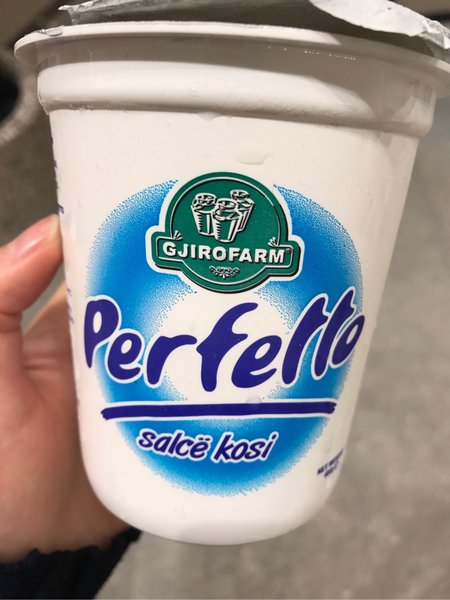 GJIROFARM
Perfetto
salcë kosi